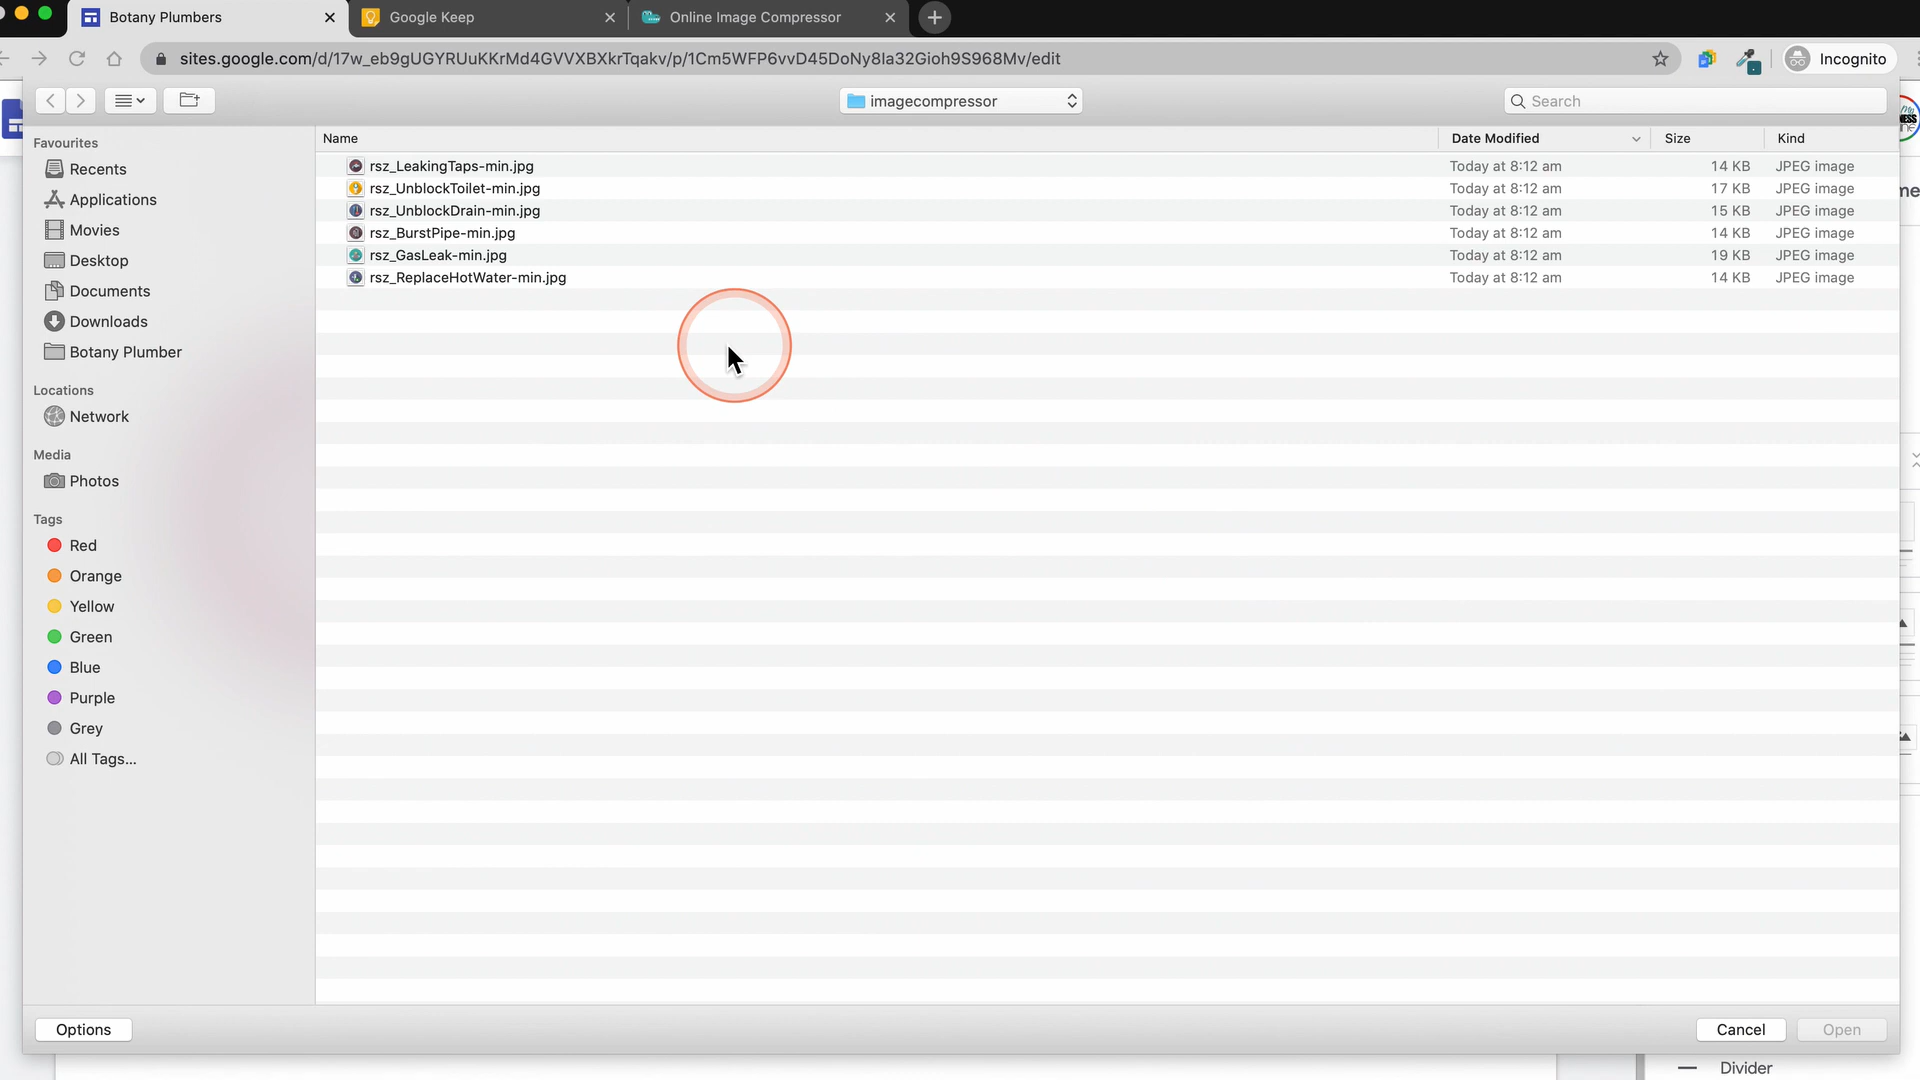 Botany Plumbers
Google Keep
Online Image Compressor
sites.google.com/d/17w_eb9gUGYRUuKKrMd4GVVXBXkrTqakv/p/1Cm5WFP6vvD45DoNy8Ia32Gioh9S968Mv/edit
Incognito
imagecompressor
Search
Favourites
Recents
Applications
Movies
Desktop
Documents
Downloads
Botany Plumber
Locations
Network
Media
Photos
Tags
Red
Orange
Yellow
Green
Blue
Purple
Grey
All Tags...
Name Date Modified Size Kind
rsz_LeakingTaps-min.jpg Today at 8:12 am 14 KB JPEG image
rsz_UnblockToilet-min.jpg Today at 8:12 am 17 KB JPEG image
rsz_UnblockDrain-min.jpg Today at 8:12 am 15 KB JPEG image
rsz_BurstPipe-min.jpg Today at 8:12 am 14 KB JPEG image
rsz_GasLeak-min.jpg Today at 8:12 am 19 KB JPEG image
rsz_ReplaceHotWater-min.jpg Today at 8:12 am 14 KB JPEG image
Options
Cancel
Open
Divider